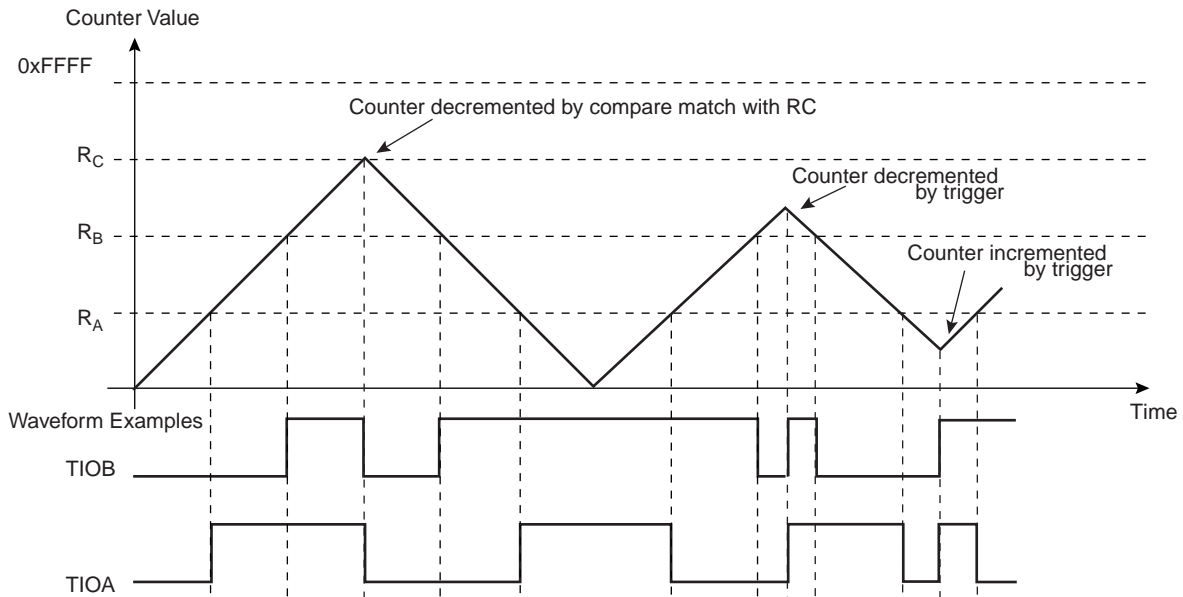 Counter Value
0xFFFF
Counter decremented by compare match with RC
RC
Counter decremented
by trigger
RB
Counter incremented
by trigger
RA
Time
Waveform Examples
TIOB
TIOA